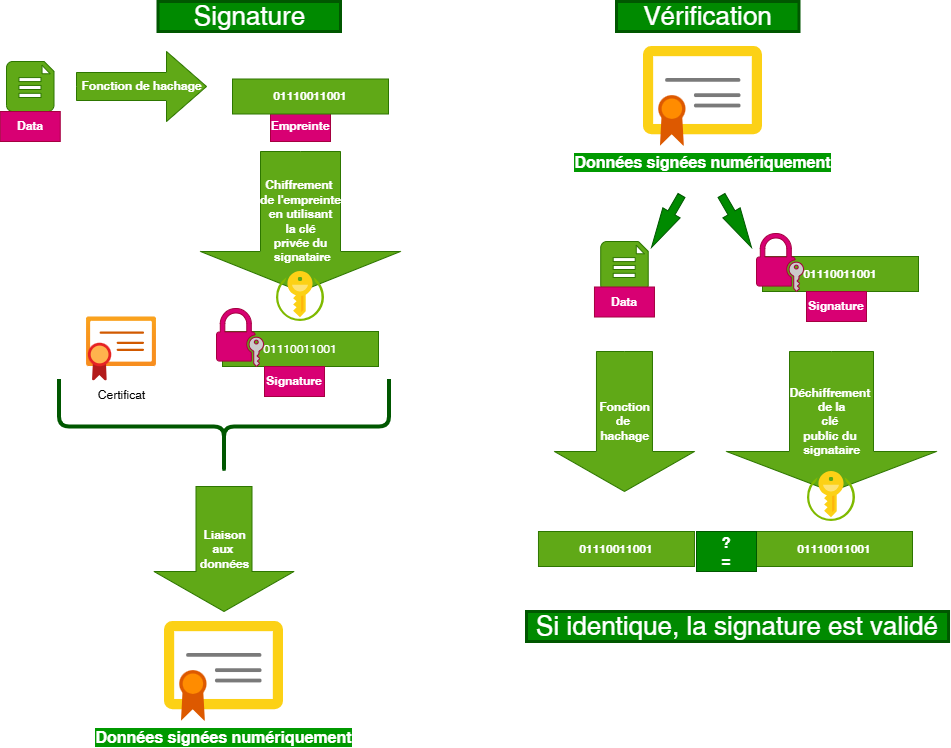 Signature
Fonction de hachage
Data
01110011001
Empreinte
Chiffrement
de l'empreinte
en utilisant
la clé
privée du
signataire
Certificat
01110011001
Signature
Liaison
aux
données
Données signées numériquement
Vérification
Données signées numériquement
Data
01110011001
Signature
Fonction
de
hachage
Déchiffrement
de la
clé
public du
signataire
01110011001
?
=
01110011001
Si identique, la signature est validé